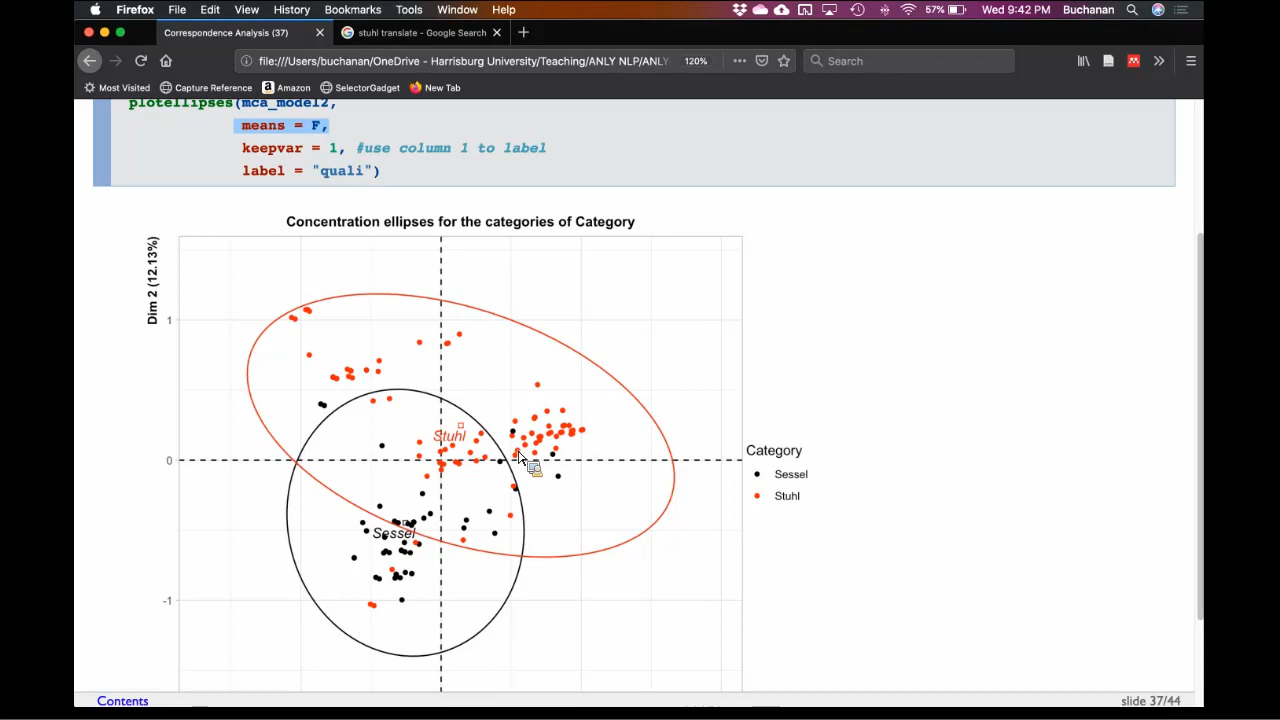 Firefox File Edit View History Bookmarks Tools Window Help 57% Wed 9:42 PM Buchanan
Correspondence Analysis (37) × G stuhl translate - Google Search × +
file:///Users/buchanan/OneDrive - Harrisburg University/Teaching/ANLY NLP/ANLY 120% Search
Most Visited Capture Reference a Amazon SelectorGadget New Tab
plotellipses(mca_model2,
means = F,
keepvar = 1, #use column 1 to label
label = "quali")
Concentration ellipses for the categories of Category
Dim 2 (12.13%)
1
0
-1
Stuhl
Sessel
Category
Sessel
Stuhl
Contents
slide 37/44